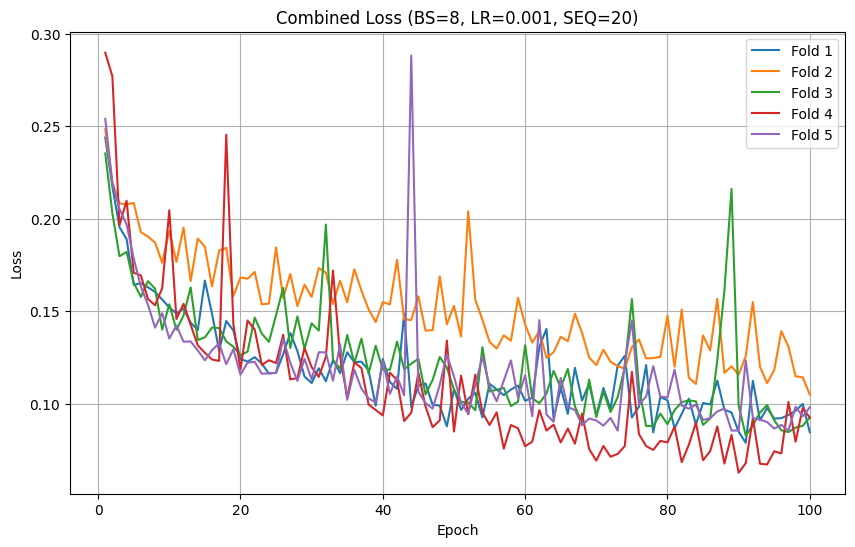 Combined Loss (BS=8, LR=0.001, SEQ=20)
0.30
0.25
0.20
0.15
0.10
Loss
0
20
40
60
80
100
Epoch
Fold 1
Fold 2
Fold 3
Fold 4
Fold 5